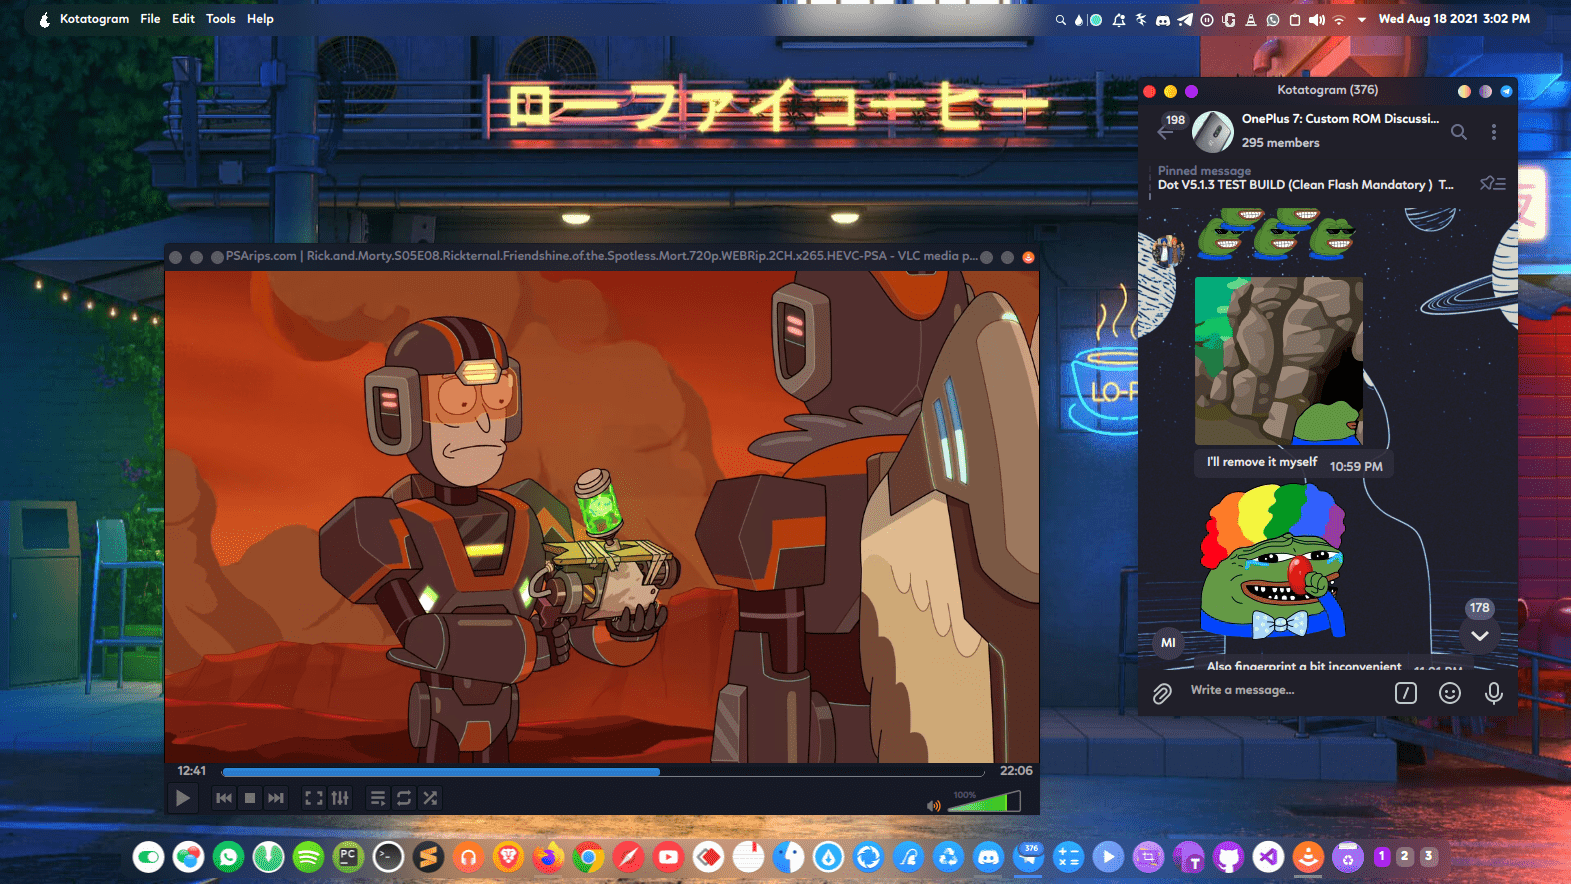 Kotatogram File Edit Tools Help
Wed Aug 18 2021 3:02 PM
ローファイコーヒー
Kotatogram (376)
198
OnePlus 7: Custom ROM Discussi...
295 members
Pinned message
Dot V5.1.3 TEST BUILD (Clean Flash Mandatory ) T...
I'll remove it myself 10:59 PM
178
MI
Also fingerprint a bit inconvenient
Write a message...
PSArips.com | Rick.and.Morty.S05E08.Rickternal.Friendshine.of.the.Spotless.Mort.720p.WEBRip.2CH.x265.HEVC-PSA - VLC media p...
12:41
22:06
100%
PC
376
T
1 2 3